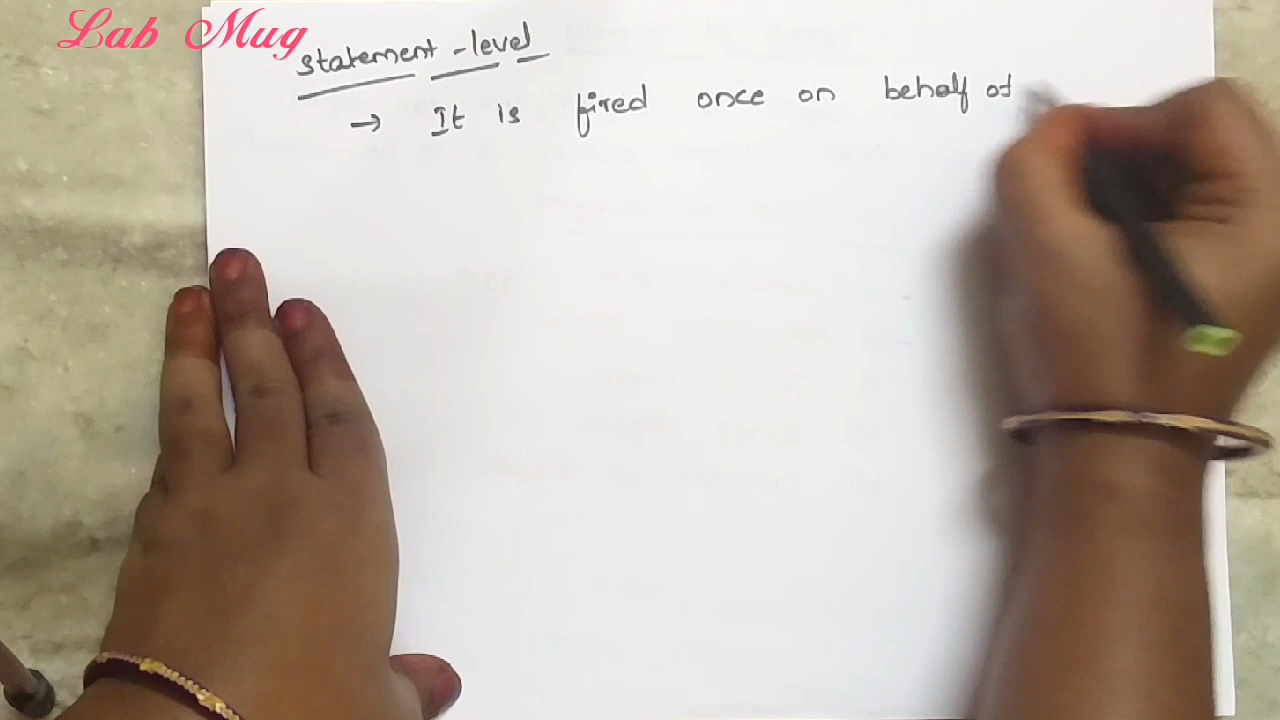 Lab Mug
statement-level
→ It is fired once on behalf of